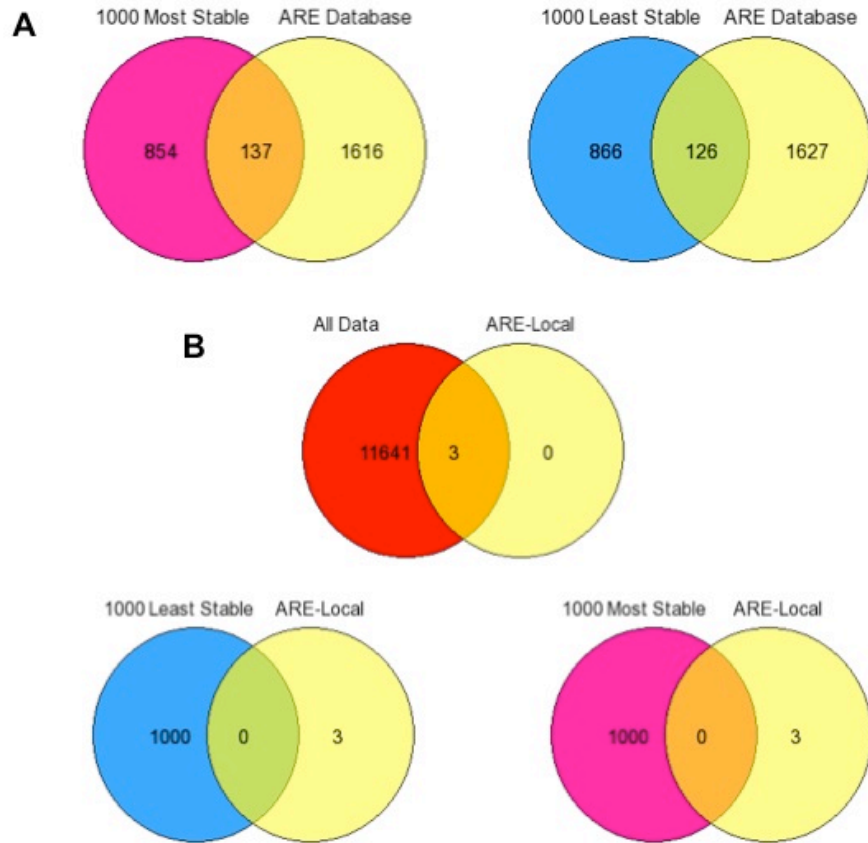 A
1000 Most Stable ARE Database
854 137 1616
1000 Least Stable ARE Database
866 126 1627
B
All Data ARE-Local
11641 3 0
1000 Least Stable ARE-Local
1000 0 3
1000 Most Stable ARE-Local
1000 0 3